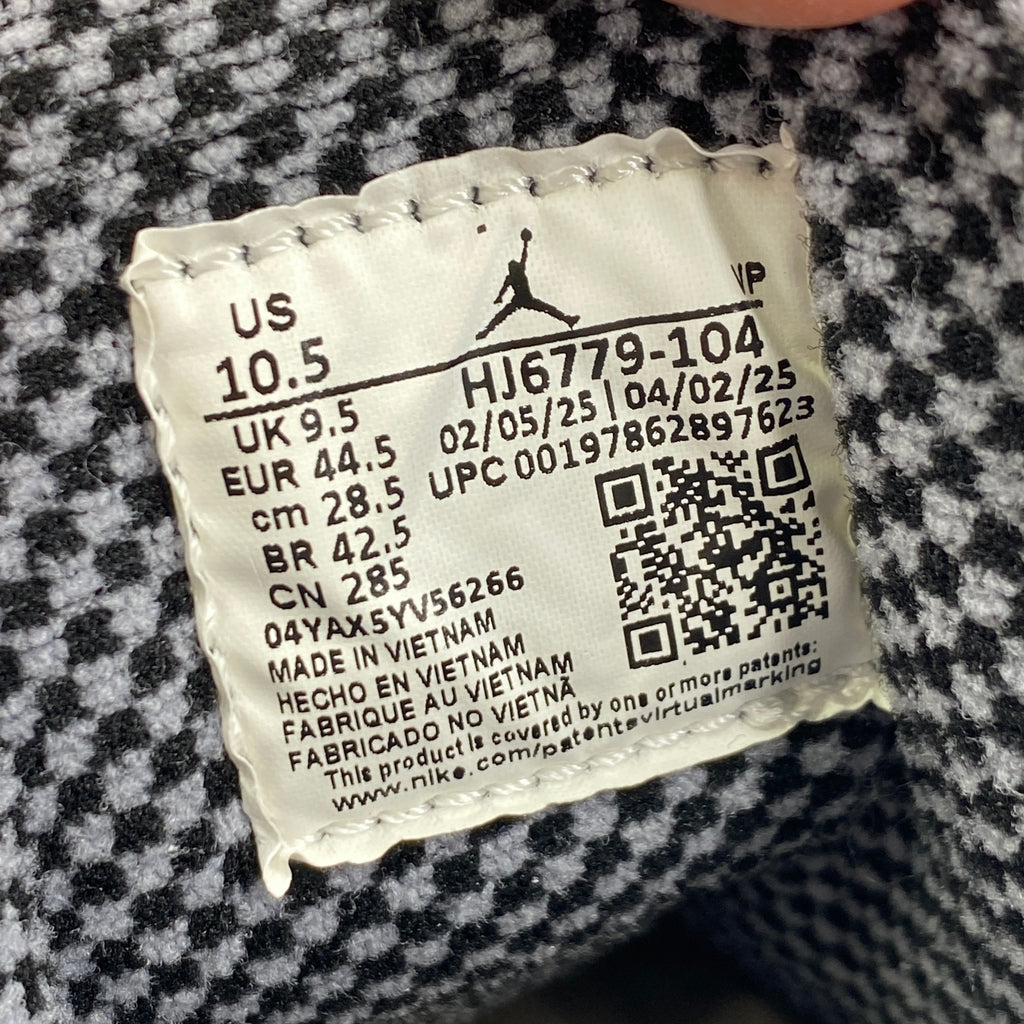 US
10.5
VP
HJ6779-104
02/05/25 | 04/02/25
UPC 00197862897623
UK 9.5
EUR 44.5
cm 28.5
BR 42.5
CN 285
04YAX5YV56266
MADE IN VIETNAM
HECHO EN VIETNAM
FABRIQUE AU VIETNAM
FABRICADO NO VIETNÃ
This product is covered by one or more patents:
www.nike.com/patentsvirtualmarking